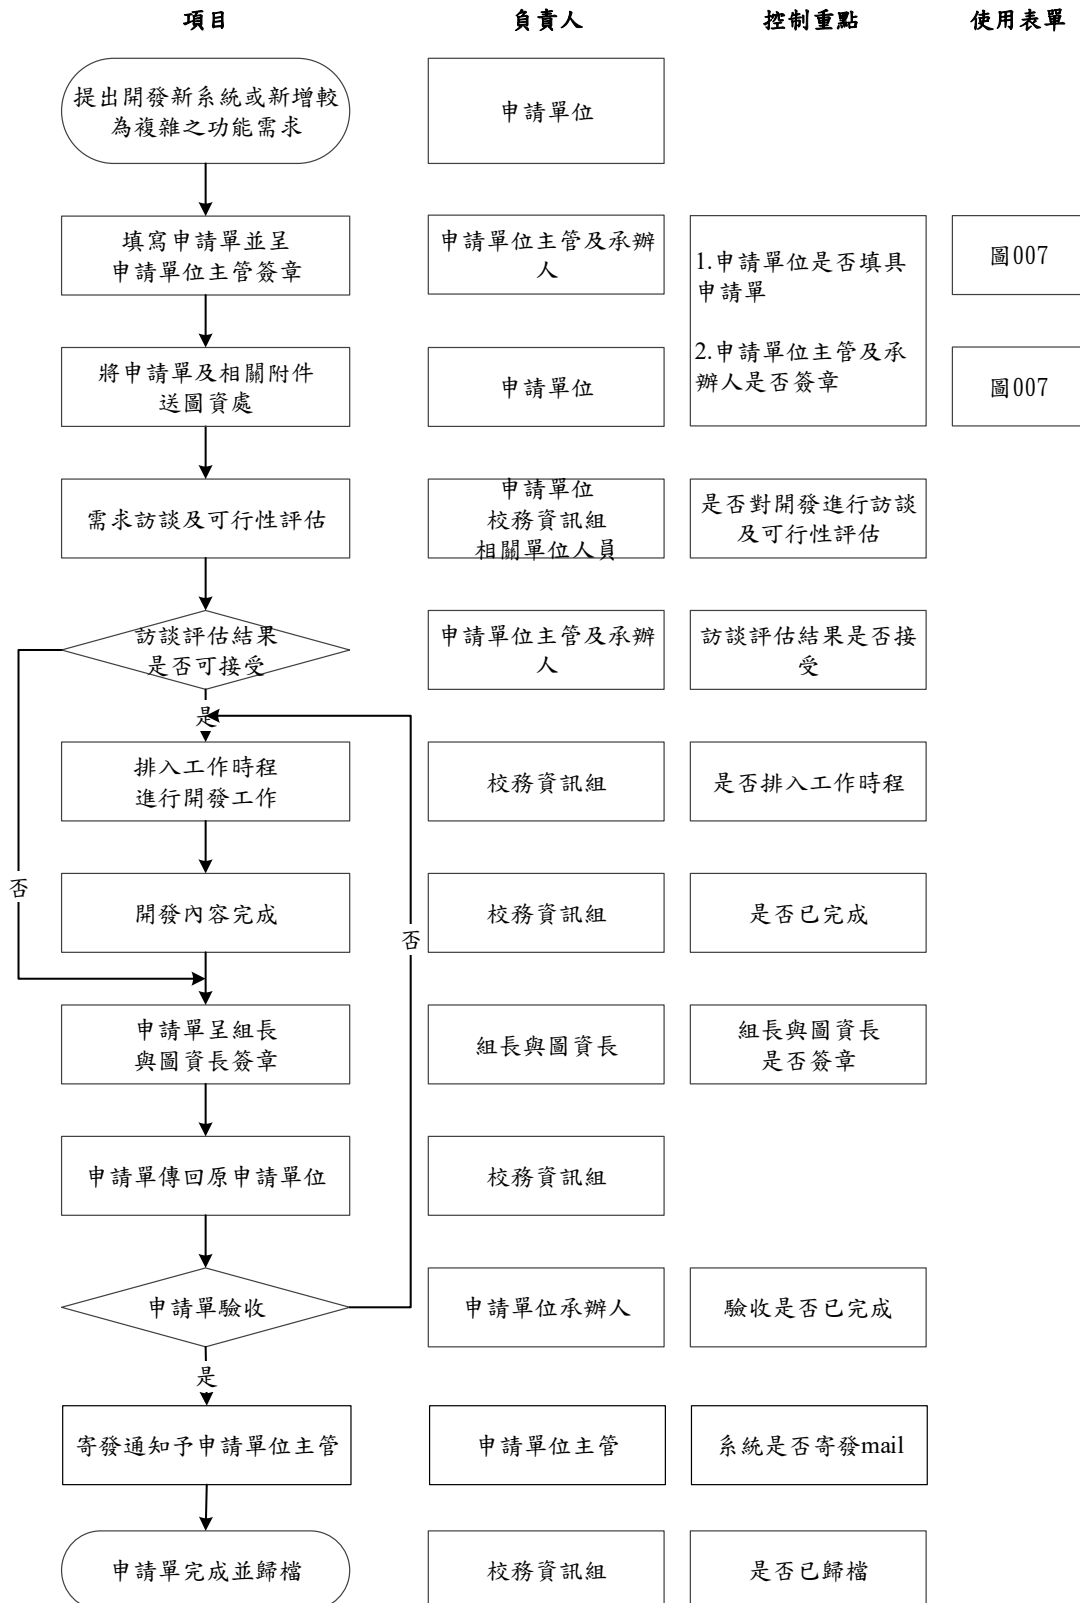 項目
負責人
控制重點
使用表單
提出開發新系統或新增較
為複雜之功能需求
申請單位
填寫申請單並呈
申請單位主管簽章
申請單位主管及承辦
人
1.申請單位是否填具
申請單
2.申請單位主管及承
辦人是否簽章
圖007
將申請單及相關附件
送圖資處
申請單位
圖007
需求訪談及可行性評估
申請單位
校務資訊組
相關單位人員
是否對開發進行訪談
及可行性評估
訪談評估結果
是否可接受
申請單位主管及承辦
人
訪談評估結果是否接
受
是
排入工作時程
進行開發工作
校務資訊組
是否排入工作時程
否
開發內容完成
校務資訊組
是否已完成
否
申請單呈組長
與圖資長簽章
組長與圖資長
組長與圖資長
是否簽章
申請單傳回原申請單位
校務資訊組
申請單驗收
申請單位承辦人
驗收是否已完成
是
寄發通知予申請單位主管
申請單位主管
系統是否寄發mail
申請單完成並歸檔
校務資訊組
是否已歸檔